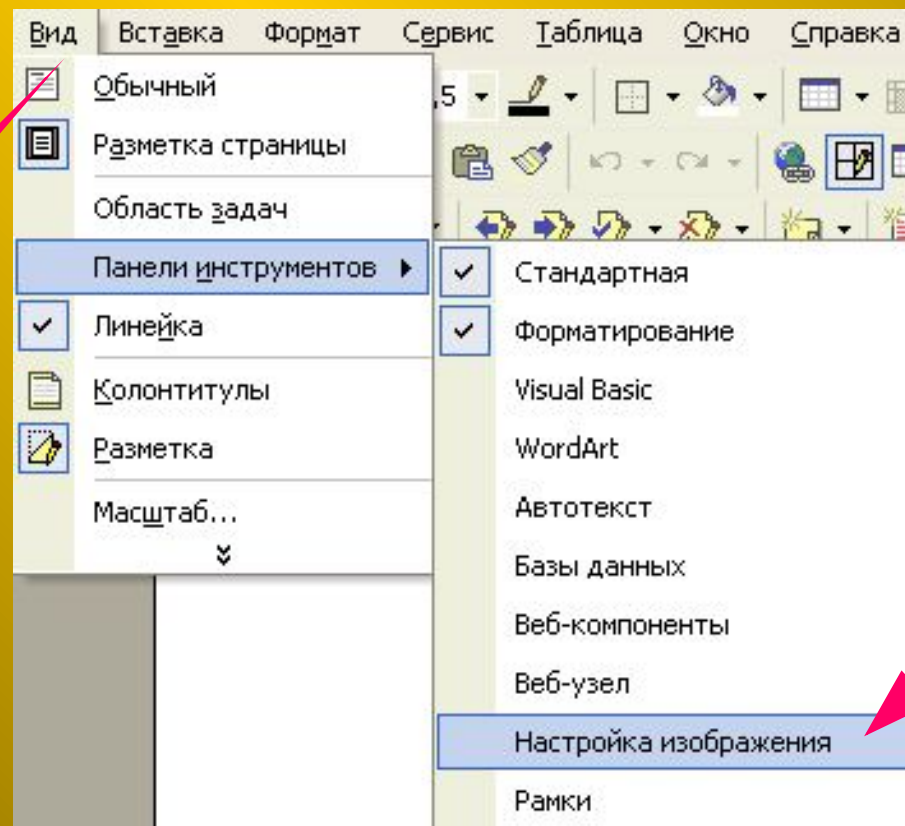 Вид Вставка Формат Сервис Таблица Окно Справка
Обычный
,5
Разметка страницы
Область задач
Панели инструментов
Стандартная
Линейка
Форматирование
Колонтитулы
Visual Basic
Разметка
WordArt
Масштаб...
Автотекст
Базы данных
Веб-компоненты
Веб-узел
Настройка изображения
Рамки